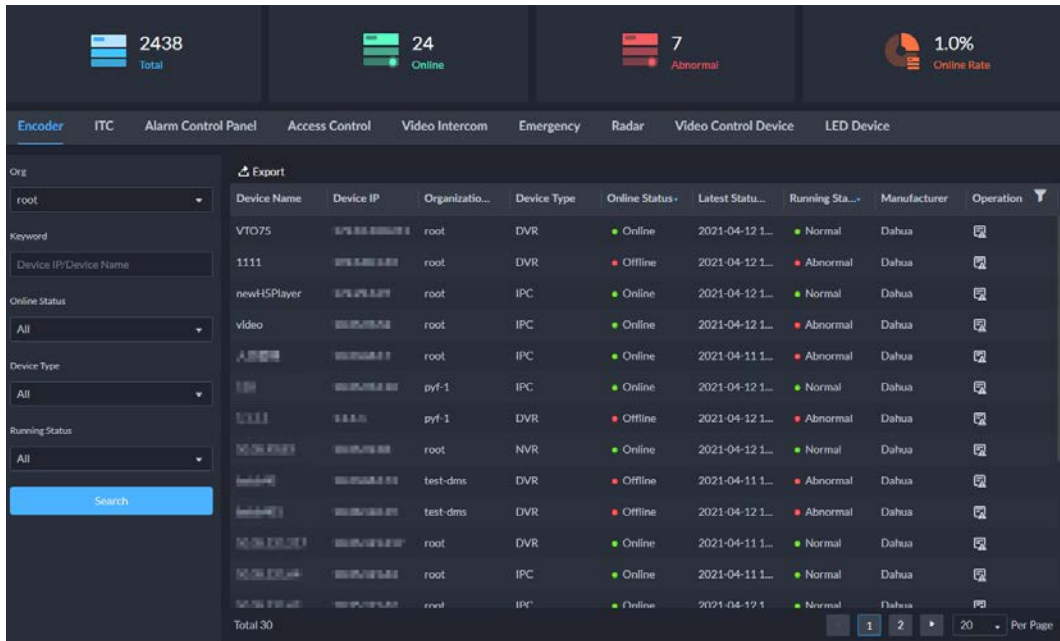 2438
Total
24
Online
7
Abnormal
1.0%
Online Rate
Encoder ITC Alarm Control Panel Access Control Video Intercom Emergency Radar Video Control Device LED Device
Org
root
Keyword
Device IP/Device Name
Online Status
All
Device Type
All
Running Status
All
Search
Export
Device Name Device IP Organizatio... Device Type Online Status Latest Statu... Running Sta... Manufacturer Operation
VTO75 root DVR Online 2021-04-12 1... Normal Dahua
1111 root DVR Offline 2021-04-12 1... Abnormal Dahua
newH5Player root IPC Online 2021-04-12 1... Normal Dahua
video root IPC Online 2021-04-12 1... Abnormal Dahua
root IPC Online 2021-04-11 1... Abnormal Dahua
pyf-1 IPC Online 2021-04-12 1... Normal Dahua
pyf-1 DVR Offline 2021-04-12 1... Abnormal Dahua
root NVR Online 2021-04-12 1... Normal Dahua
test-dms DVR Offline 2021-04-11 1... Abnormal Dahua
test-dms DVR Offline 2021-04-12 1... Abnormal Dahua
root DVR Online 2021-04-11 1... Normal Dahua
root IPC Online 2021-04-11 1... Normal Dahua
root IPC Online 2021-04-12 1 Normal Dahua
Total 30 1 2 20 Per Page